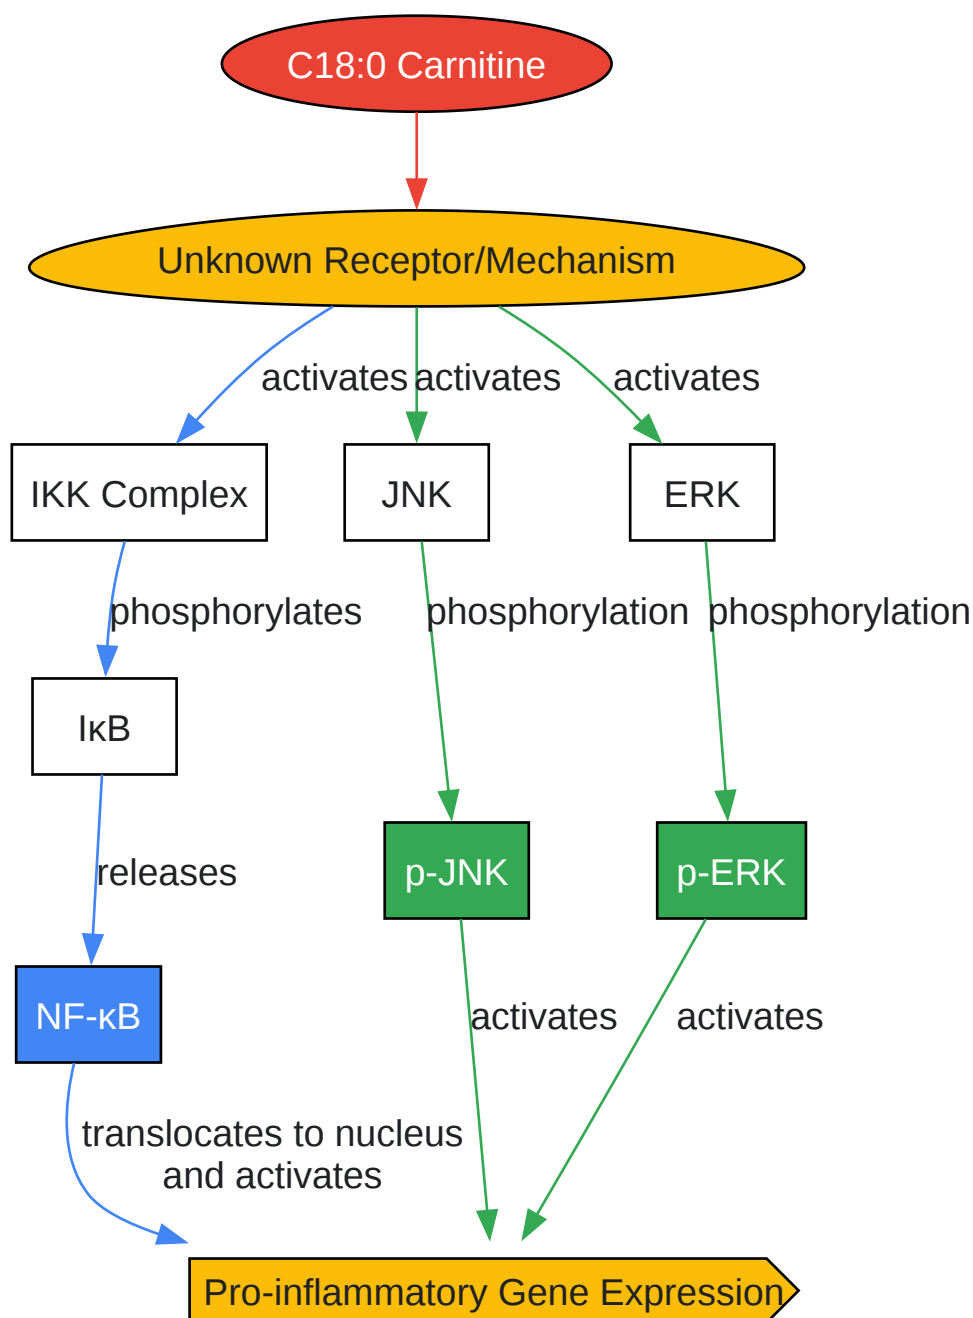 C18:0 Carnitine
Unknown Receptor/Mechanism
activates
activates
activates
IKK Complex
JNK
ERK
phosphorylates
phosphorylation
phosphorylation
IκB
releases
p-JNK
p-ERK
NF-κB
activates
activates
translocates to nucleus
and activates
Pro-inflammatory Gene Expression